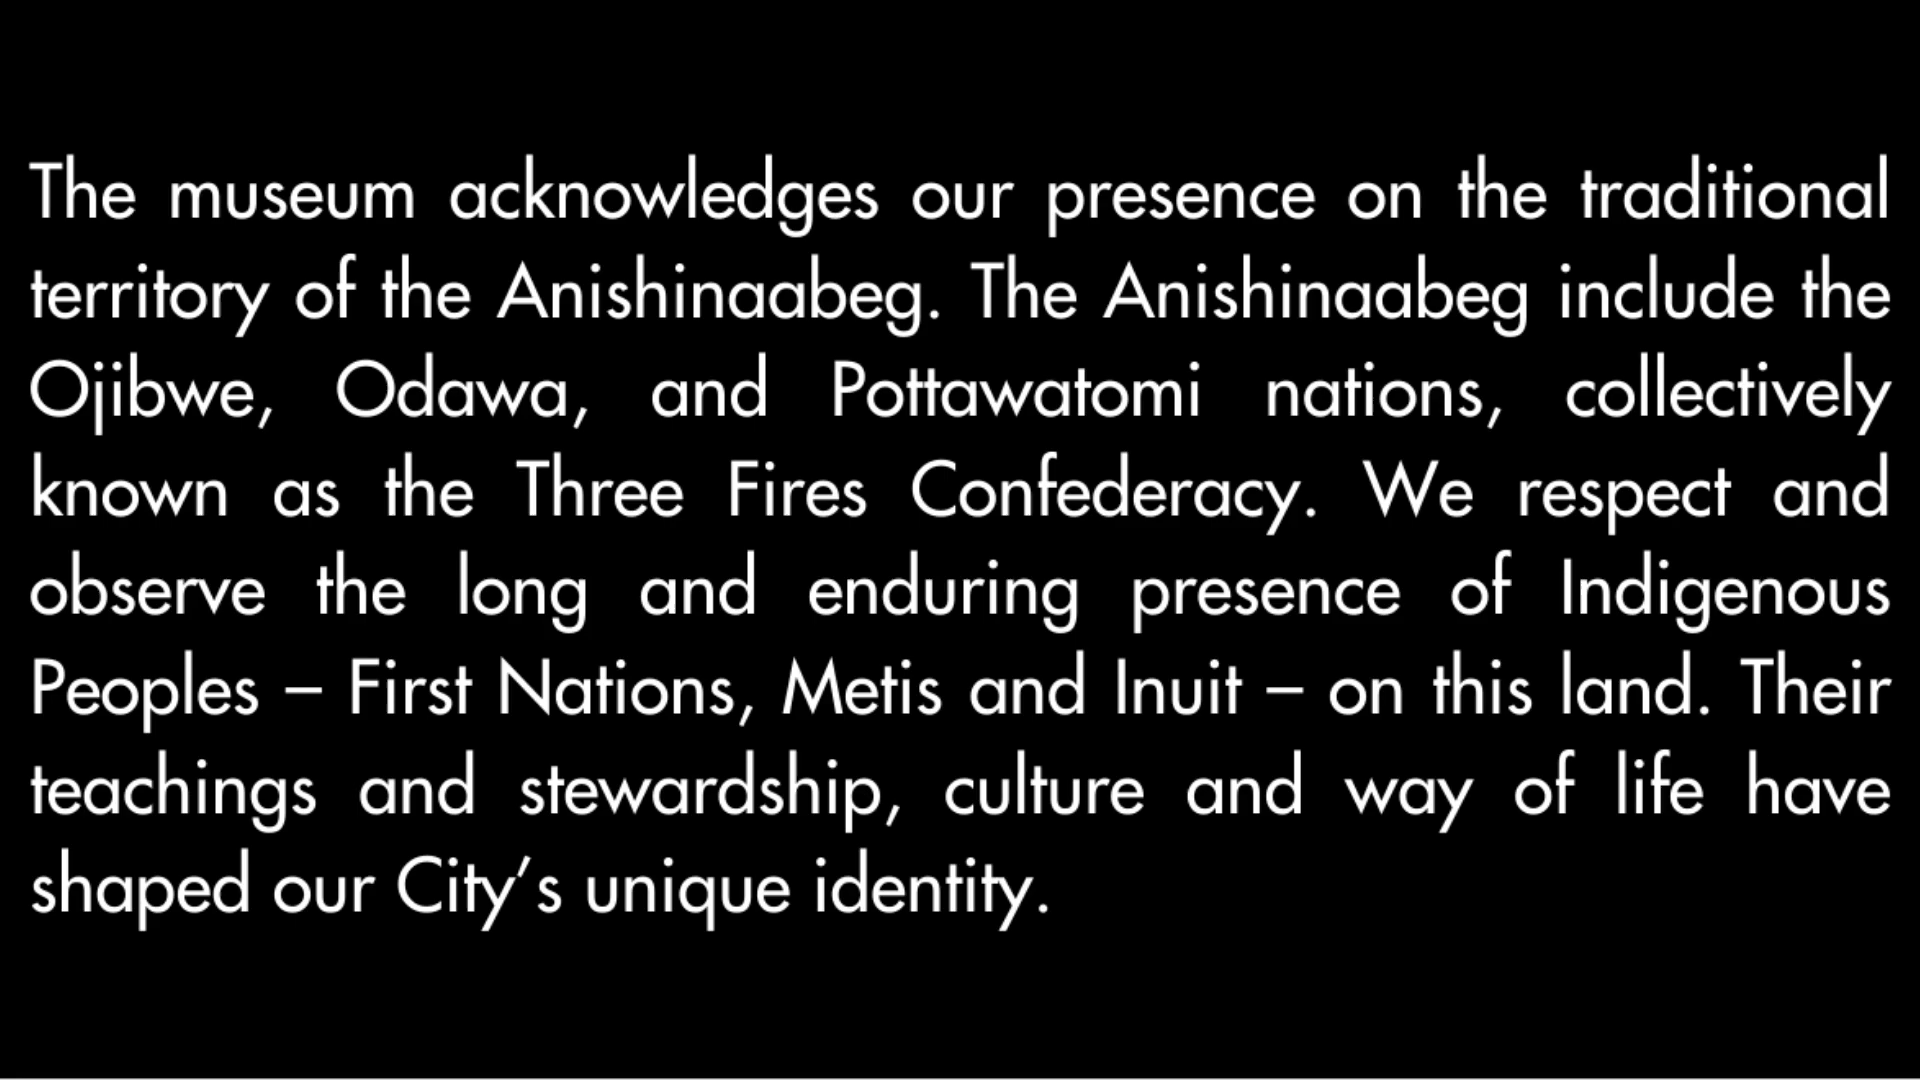 The museum acknowledges our presence on the traditional
territory of the Anishinaabeg. The Anishinaabeg include the
Ojibwe, Odawa, and Pottawatomi nations, collectively
known as the Three Fires Confederacy. We respect and
observe the long and enduring presence of Indigenous
Peoples – First Nations, Metis and Inuit – on this land. Their
teachings and stewardship, culture and way of life have
shaped our City’s unique identity.